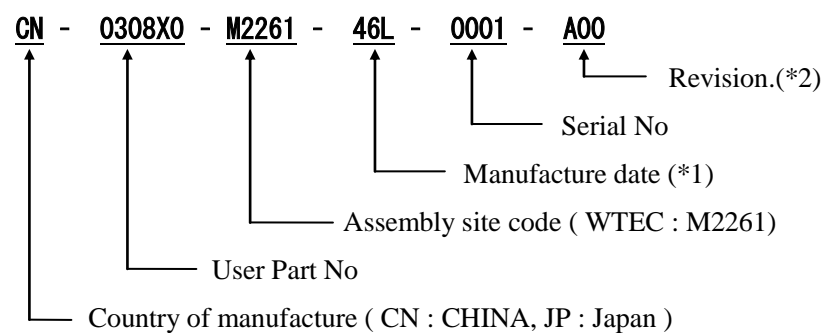 CN - 0308X0 - M2261 - 46L - 0001 - A00
Revision.(*2)
Serial No
Manufacture date (*1)
Assembly site code ( WTEC : M2261)
User Part No
Country of manufacture ( CN : CHINA, JP : Japan )